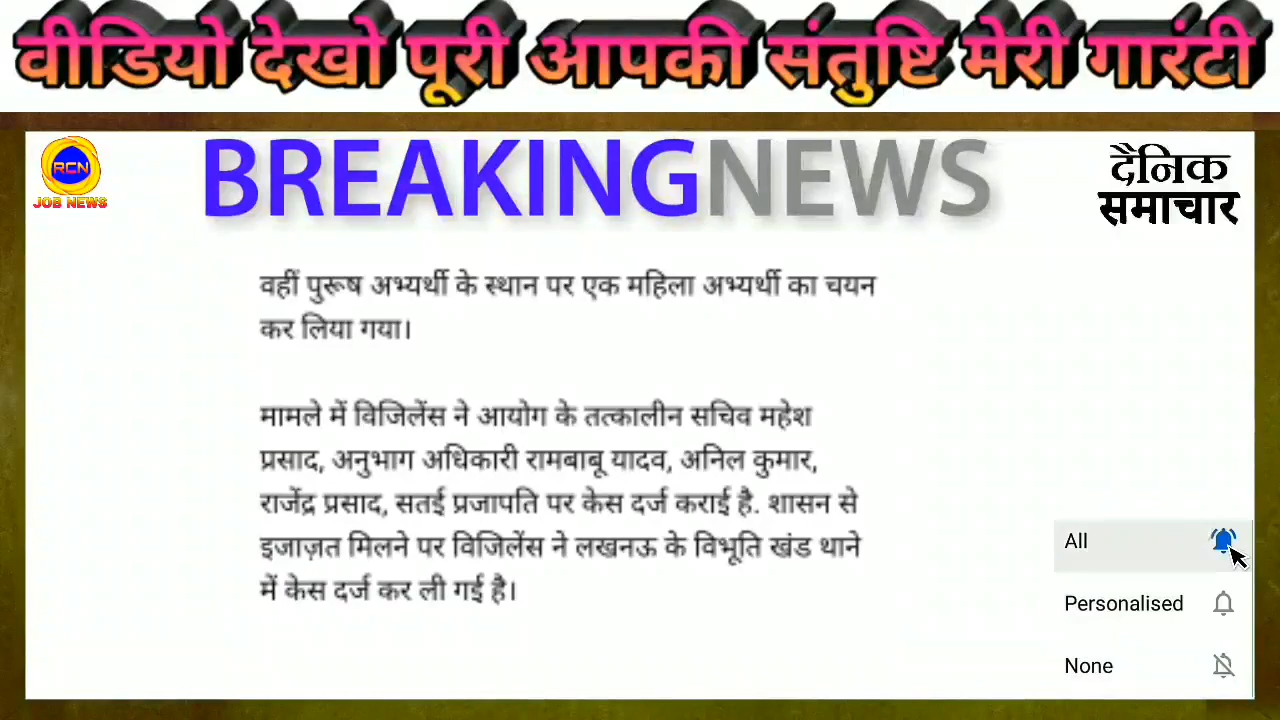 वीडियो देखो पूरी आपकी संतुष्टि मेरी गारंटी
RCN
JOB NEWS
BREAKINGNEWS
दैनिक
समाचार
वहीं पुरूष अभ्यर्थी के स्थान पर एक महिला अभ्यर्थी का चयन
कर लिया गया।
मामले में विजिलेंस ने आयोग के तत्कालीन सचिव महेश
प्रसाद, अनुभाग अधिकारी रामबाबू यादव, अनिल कुमार,
राजेंद्र प्रसाद, सतई प्रजापति पर केस दर्ज कराई है. शासन से
इजाज़त मिलने पर विजिलेंस ने लखनऊ के विभूति खंड थाने
में केस दर्ज कर ली गई है।
All
Personalised
None